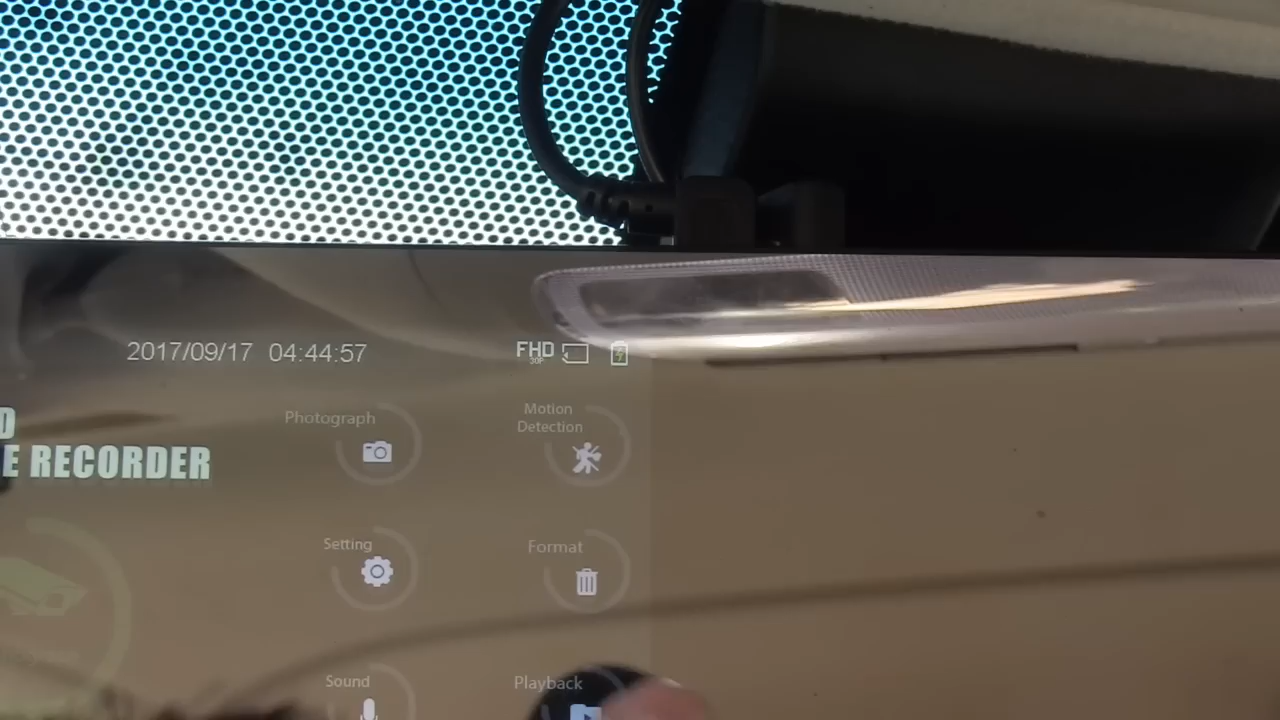 2017/09/17 04:44:57
FHD
30P
E RECORDER
Photograph
Motion
Detection
Setting
Format
Sound
Playback